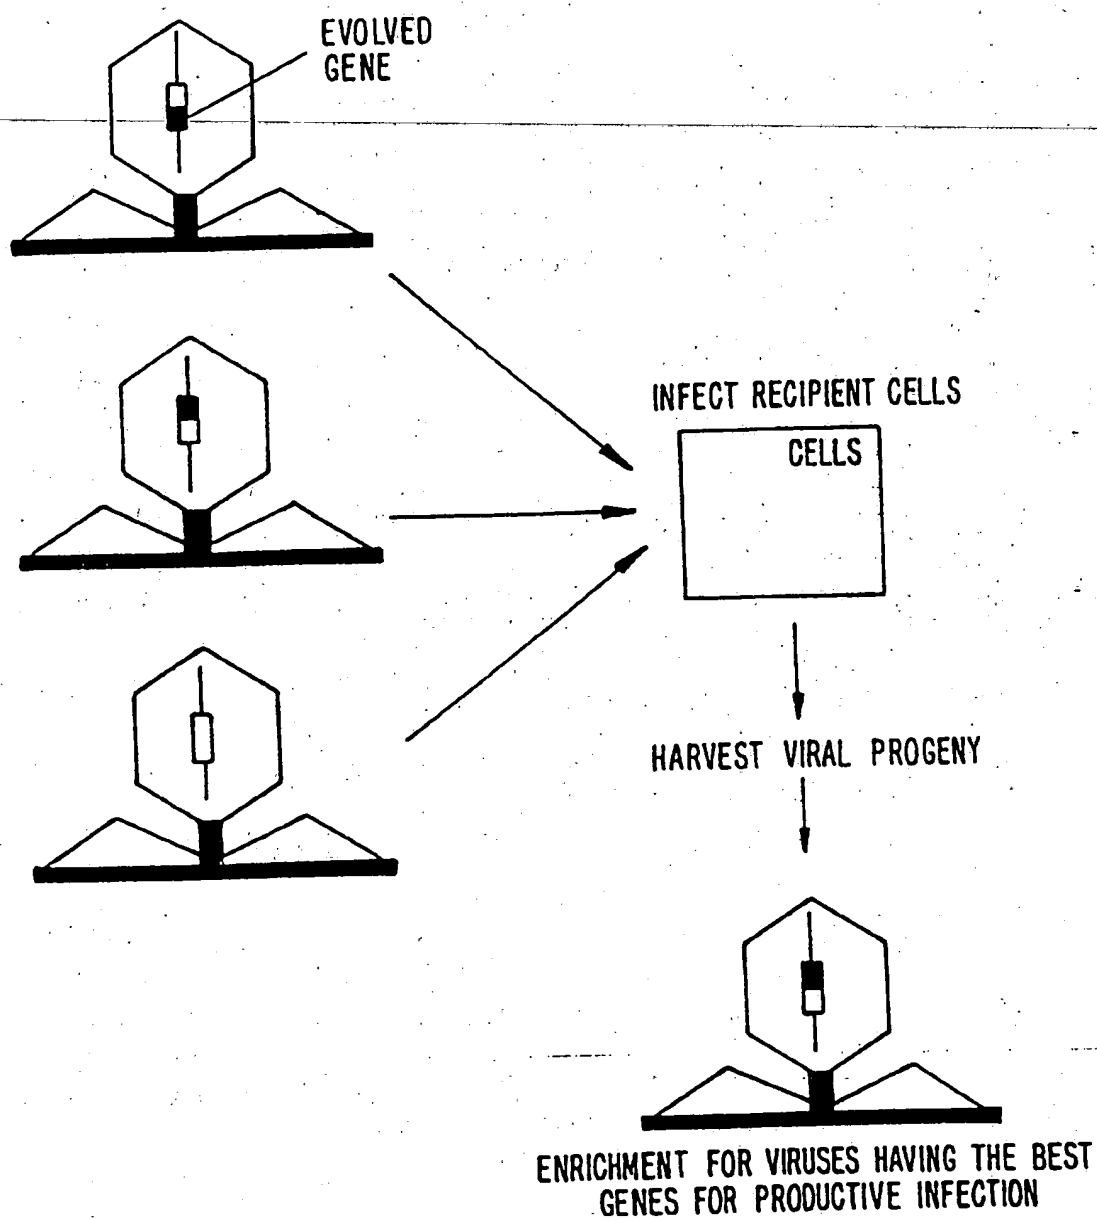 EVOLVED
GENE
INFECT RECIPIENT CELLS
CELLS
HARVEST VIRAL PROGENY
ENRICHMENT FOR VIRUSES HAVING THE BEST
GENES FOR PRODUCTIVE INFECTION